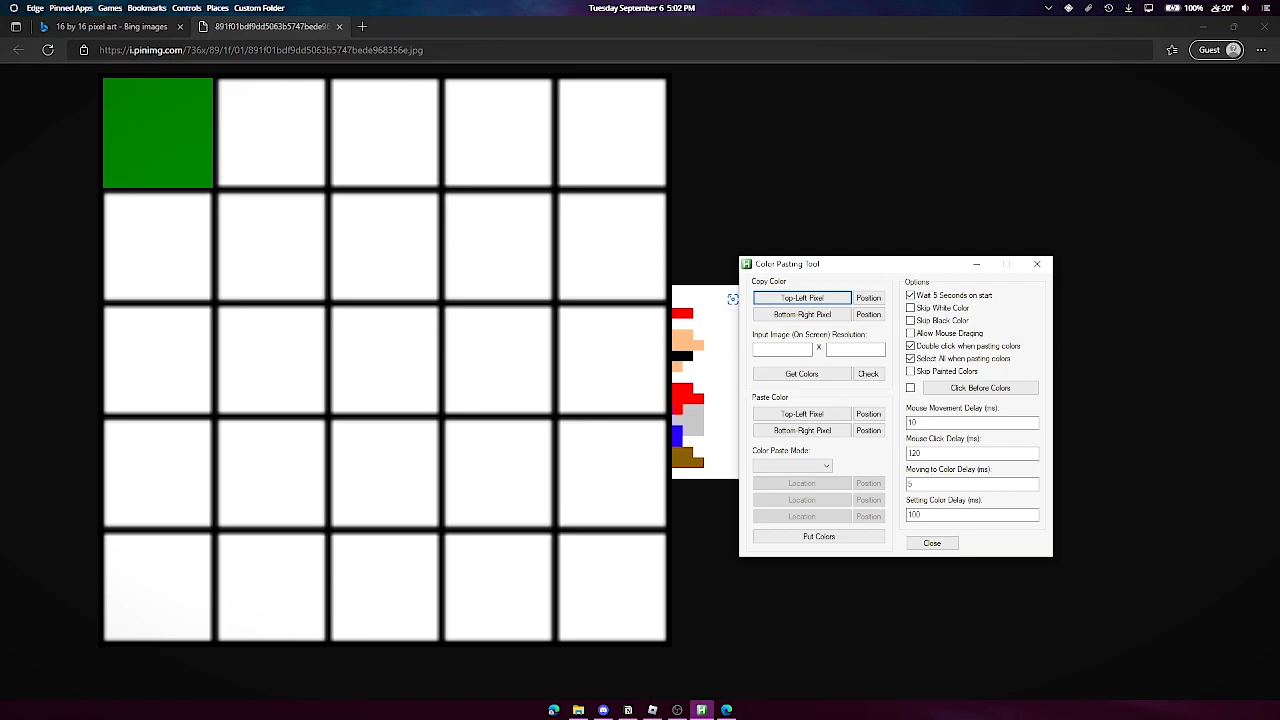 Edge Pinned Apps Games Bookmarks Controls Places Custom Folder
Tuesday September 6 5:02 PM
100%
20°
16 by 16 pixel art - Bing images
891f01bdf9dd5063b5747bede96
https://i.pinimg.com/736x/89/1f/01/891f01bdf9dd5063b5747bede968356e.jpg
Guest
Color Pasting Tool
Copy Color
Top-Left Pixel Position
Bottom-Right Pixel Position
Input Image (On Screen) Resolution:
X
Get Colors Check
Paste Color
Top-Left Pixel Position
Bottom-Right Pixel Position
Color Paste Mode:
Location Position
Location Position
Location Position
Put Colors
Options
Wait 5 Seconds on start
Skip White Color
Skip Black Color
Allow Mouse Draging
Double click when pasting colors
Select All when pasting colors
Skip Painted Colors
Click Before Colors
Mouse Movement Delay (ms):
10
Mouse Click Delay (ms):
120
Moving to Color Delay (ms):
5
Setting Color Delay (ms):
100
Close